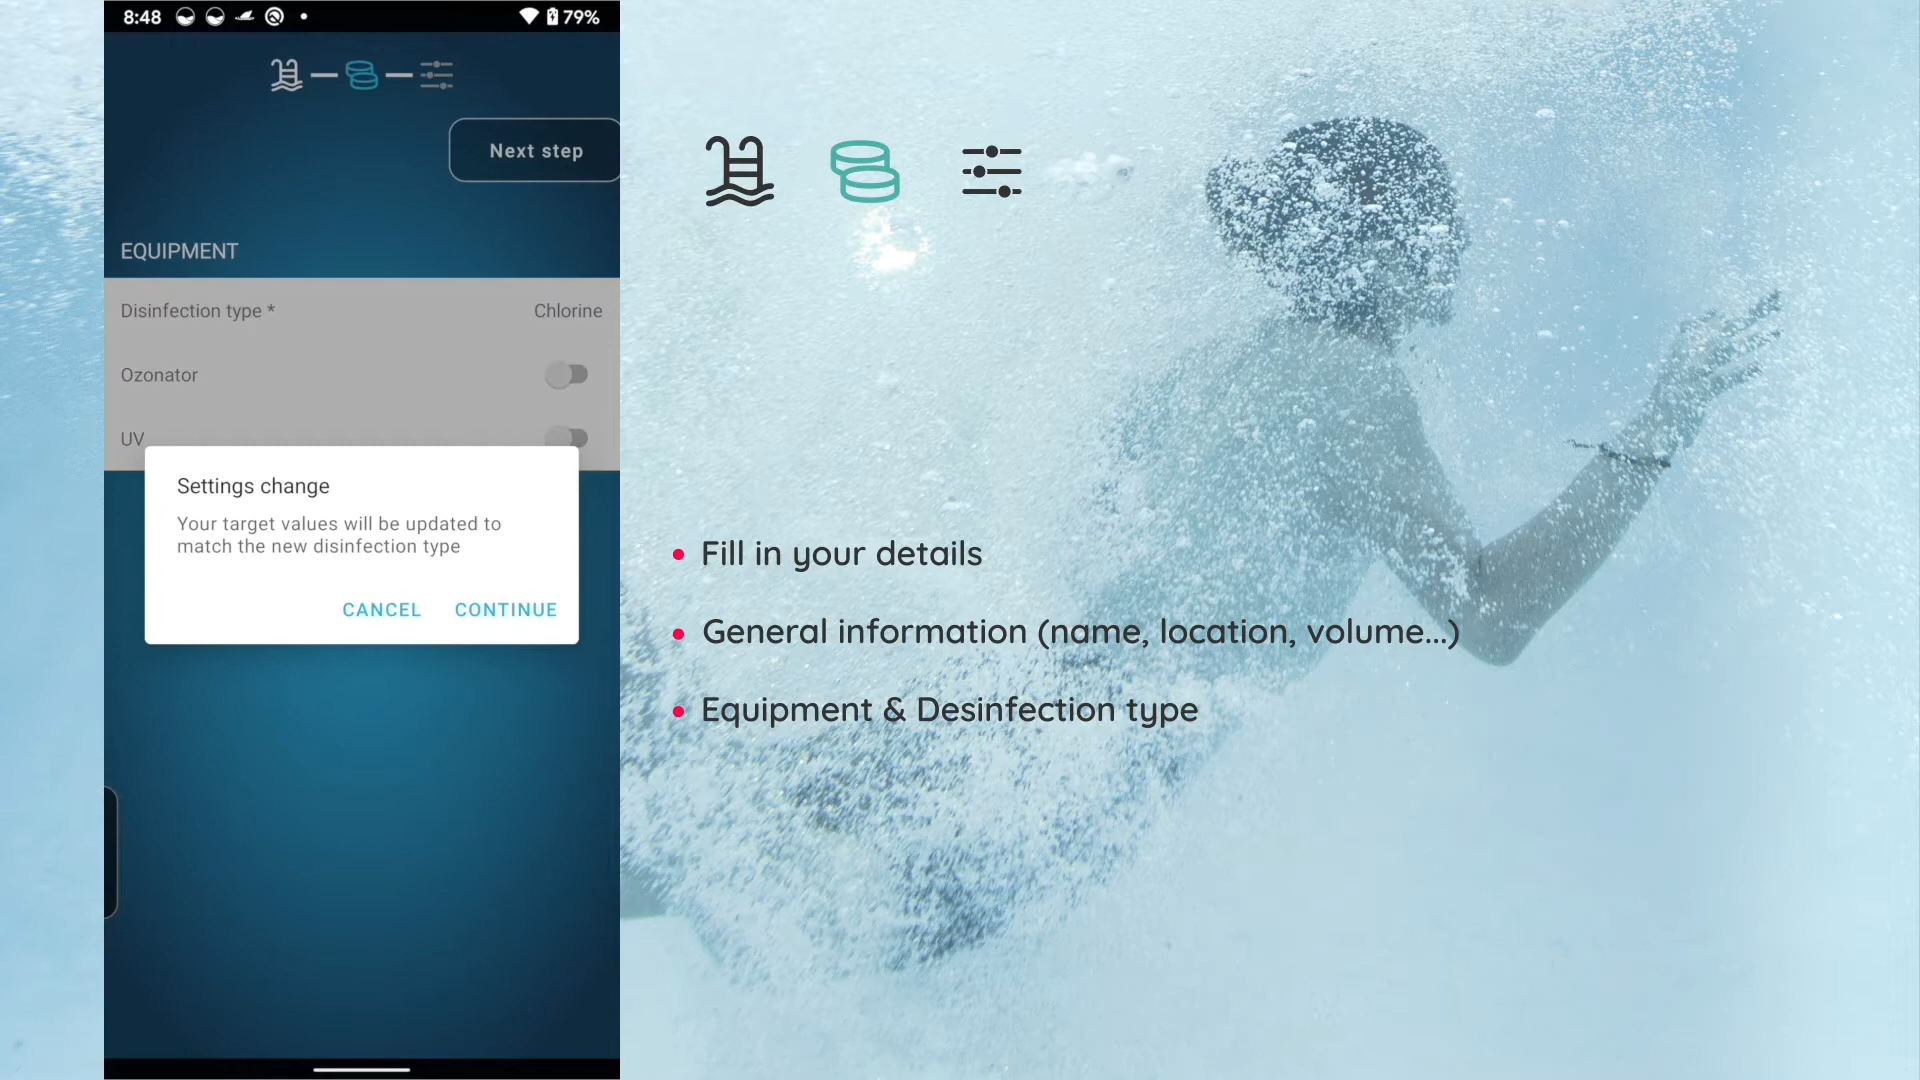 8:48
79%
Next step
EQUIPMENT
Disinfection type *
Chlorine
Ozonator
UV
Settings change
Your target values will be updated to
match the new disinfection type
CANCEL
CONTINUE
Fill in your details
General information (name, location, volume...)
Equipment & Desinfection type